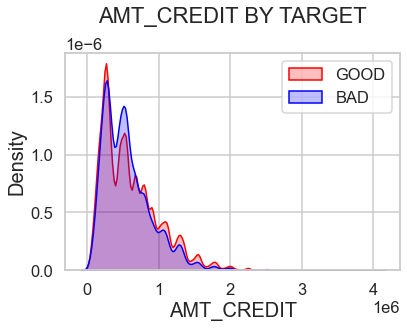 AMT_CREDIT BY TARGET
1e−6
GOOD
BAD
Density
1.5
1.0
0.5
0.0
0 1 2 3 4
1e6
AMT_CREDIT